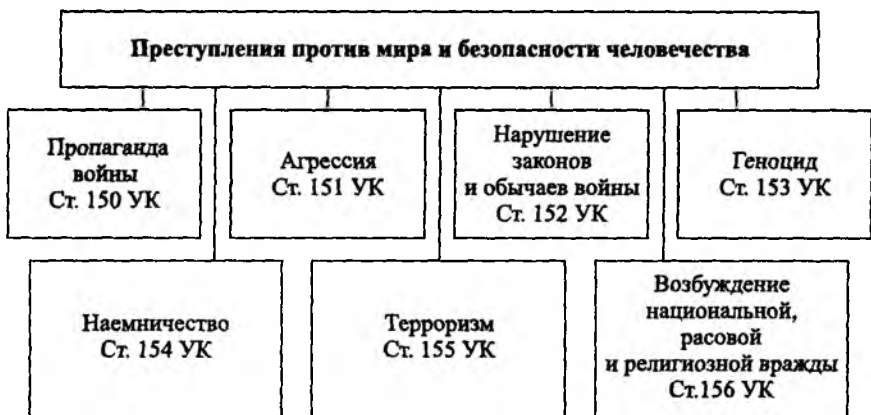 Преступления против мира и безопасности человечества
Пропаганда
войны
Ст. 150 УК
Агрессия
Ст. 151 УК
Нарушение
законов
и обычаев войны
Ст. 152 УК
Геноцид
Ст. 153 УК
Наемничество
Ст. 154 УК
Терроризм
Ст. 155 УК
Возбуждение
национальной,
расовой
и религиозной вражды
Ст.156 УК